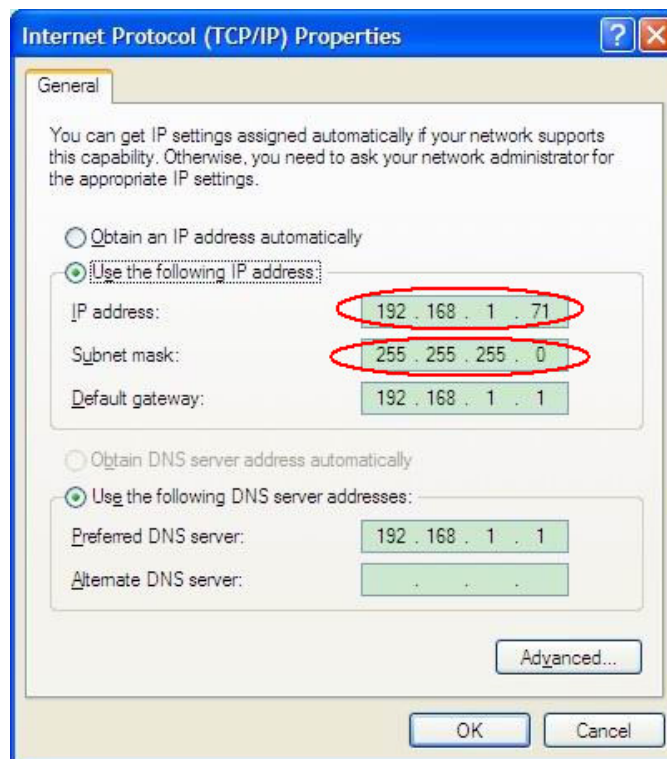 Internet Protocol (TCP/IP) Properties
General
You can get IP settings assigned automatically if your network supports
this capability. Otherwise, you need to ask your network administrator for
the appropriate IP settings.
Obtain an IP address automatically
Use the following IP address:
IP address: 192 . 168 . 1 . 71
Subnet mask: 255 . 255 . 255 . 0
Default gateway: 192 . 168 . 1 . 1
Obtain DNS server address automatically
Use the following DNS server addresses:
Preferred DNS server: 192 . 168 . 1 . 1
Alternate DNS server: . . .
Advanced...
OK Cancel